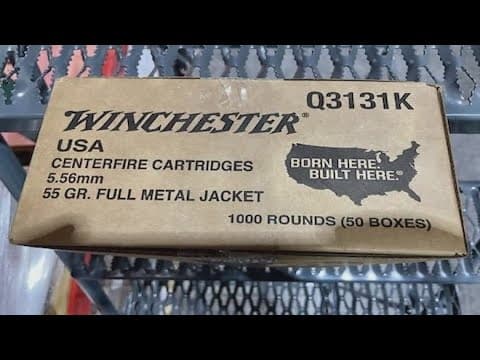 Q3131K
WINCHESTER®
USA
CENTERFIRE CARTRIDGES
5.56mm
55 GR. FULL METAL JACKET
BORN HERE.
BUILT HERE.®
1000 ROUNDS (50 BOXES)